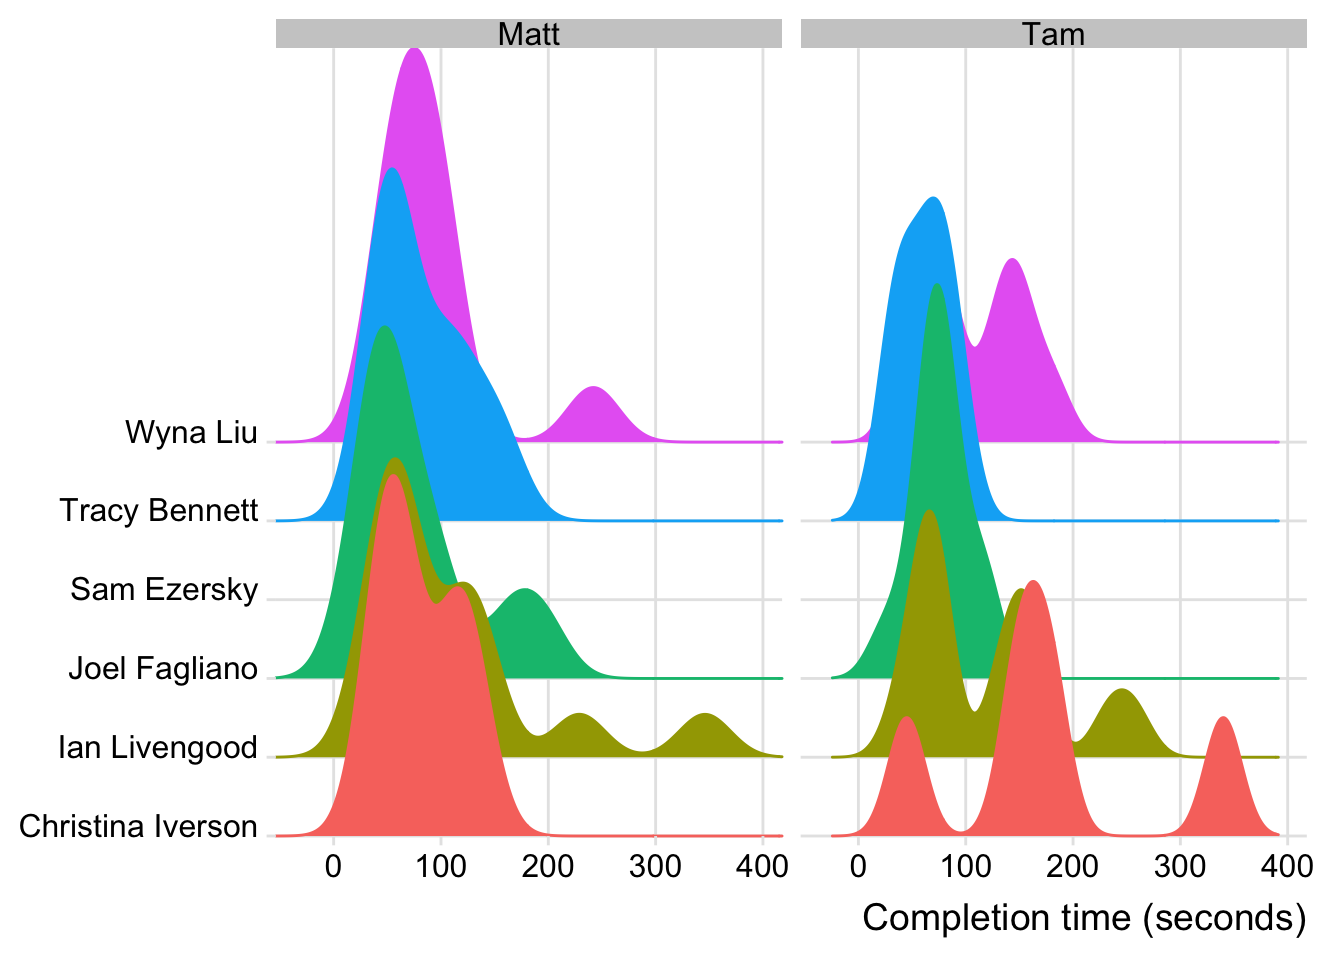 Matt
Tam
Wyna Liu
Tracy Bennett
Sam Ezersky
Joel Fagliano
Ian Livengood
Christina Iverson
0 100 200 300 400
0 100 200 300 400
Completion time (seconds)